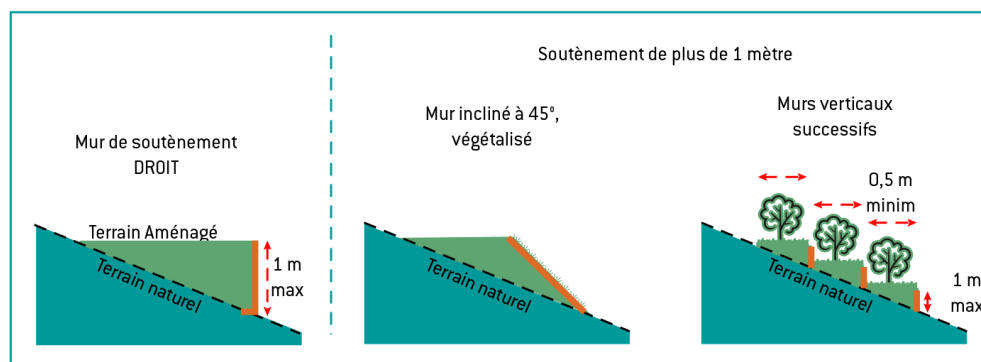 Soutènement de plus de 1 mètre
Mur de soutènement
DROIT
Terrain Aménagé
Terrain naturel
1 m
max
Mur incliné à 45°,
végétalisé
Terrain naturel
Murs verticaux
successifs
0,5 m
minim
Terrain naturel
1 m
max